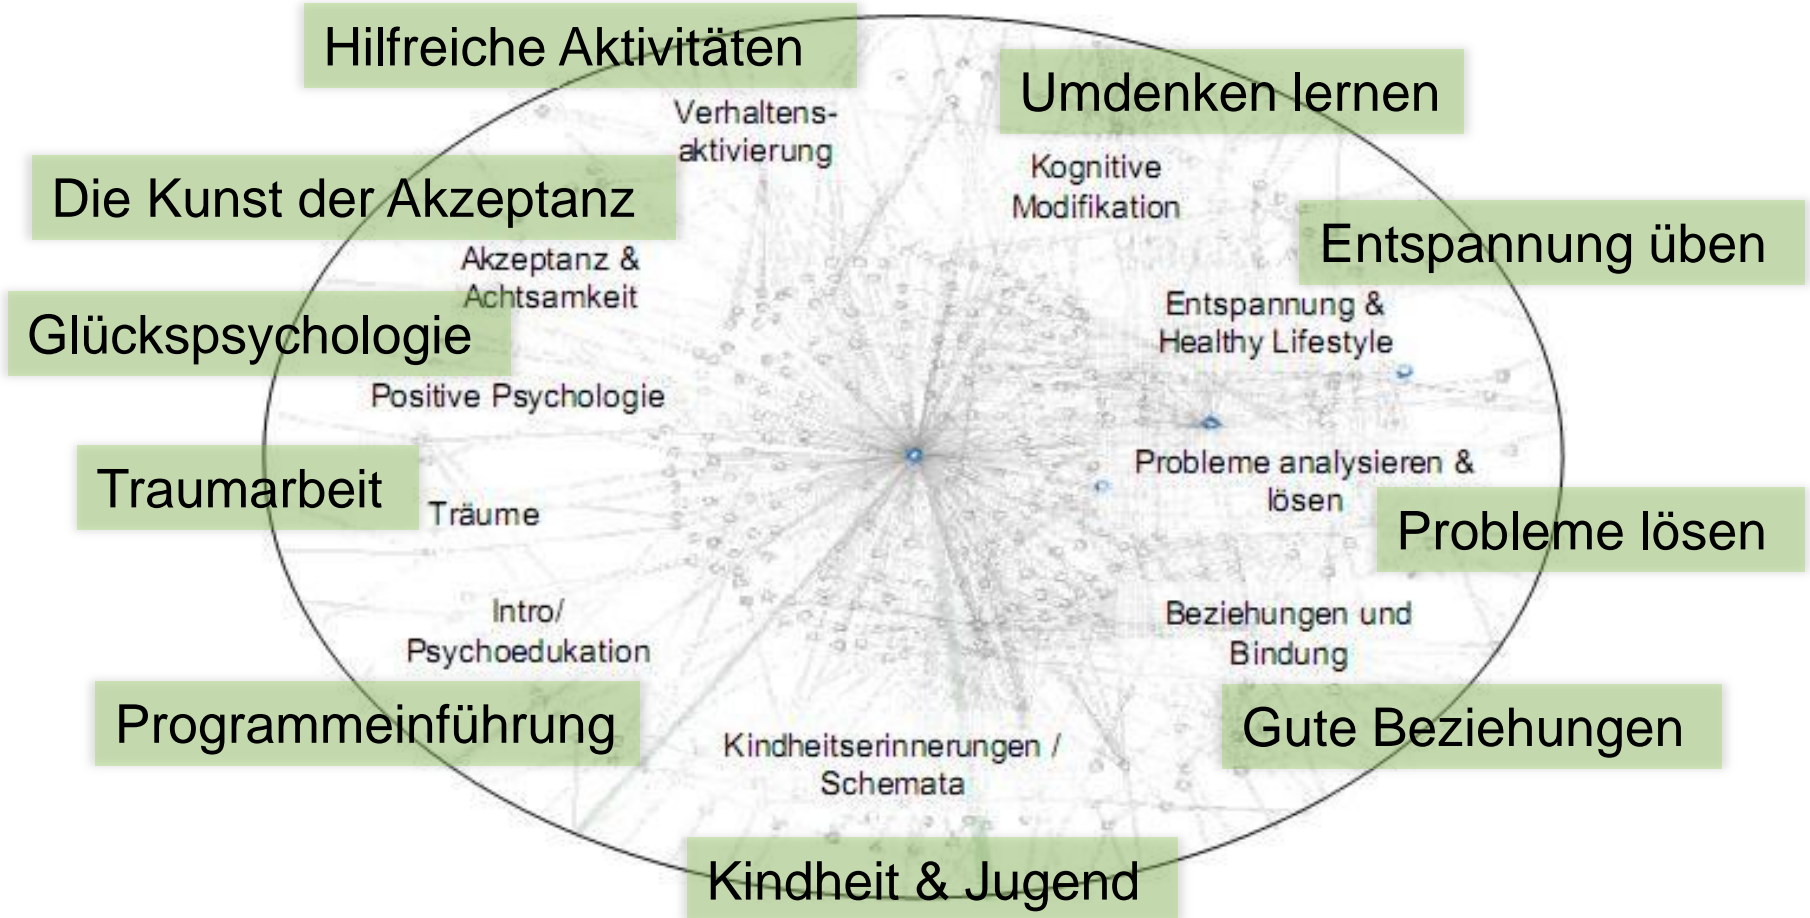 Hilfreiche Aktivitäten
Umdenken lernen
Verhaltens-
aktivierung
Kognitive
Modifikation
Die Kunst der Akzeptanz
Entspannung üben
Akzeptanz &
Achtsamkeit
Entspannung &
Healthy Lifestyle
Glückspsychologie
Positive Psychologie
Traumarbeit
Träume
Probleme analysieren &
lösen
Probleme lösen
Intro/
Psychoedukation
Beziehungen und
Bindung
Programmeinführung
Gute Beziehungen
Kindheitserinnerungen /
Schemata
Kindheit & Jugend